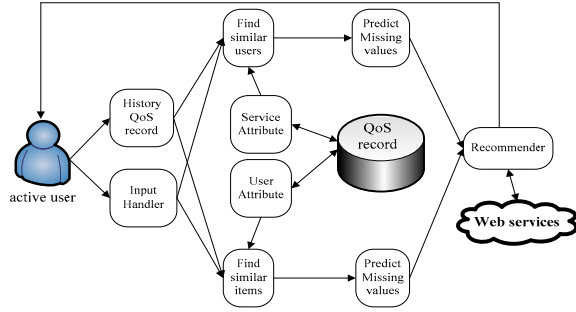 Find
similar
users
Predict
Missing
values
History
QoS
record
Service
Attribute
QoS
record
Recommender
active user
Input
Handler
User
Attribute
Web services
Find
similar
items
Predict
Missing
values